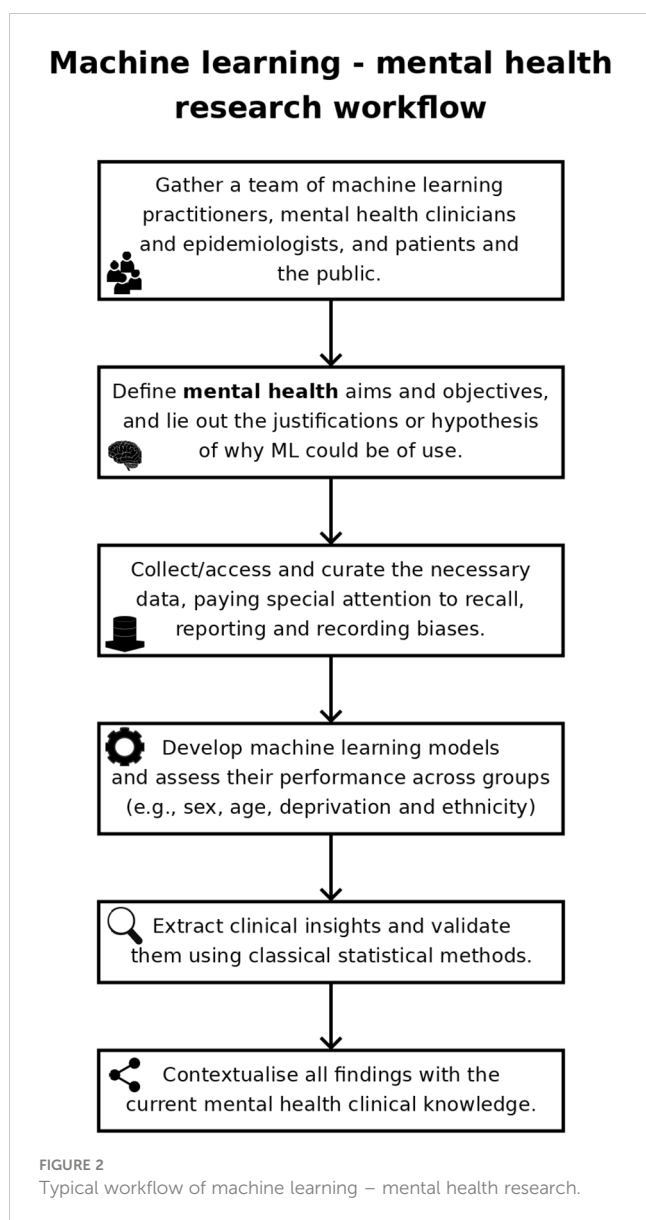 Machine learning - mental health
research workflow
Gather a team of machine learning
practitioners, mental health clinicians
and epidemiologists, and patients and
the public.
Define mental health aims and objectives,
and lie out the justifications or hypothesis
of why ML could be of use.
Collect/access and curate the necessary
data, paying special attention to recall,
reporting and recording biases.
Develop machine learning models
and assess their performance across groups
(e.g., sex, age, deprivation and ethnicity)
Extract clinical insights and validate
them using classical statistical methods.
Contextualise all findings with the
current mental health clinical knowledge.
FIGURE 2
Typical workflow of machine learning – mental health research.